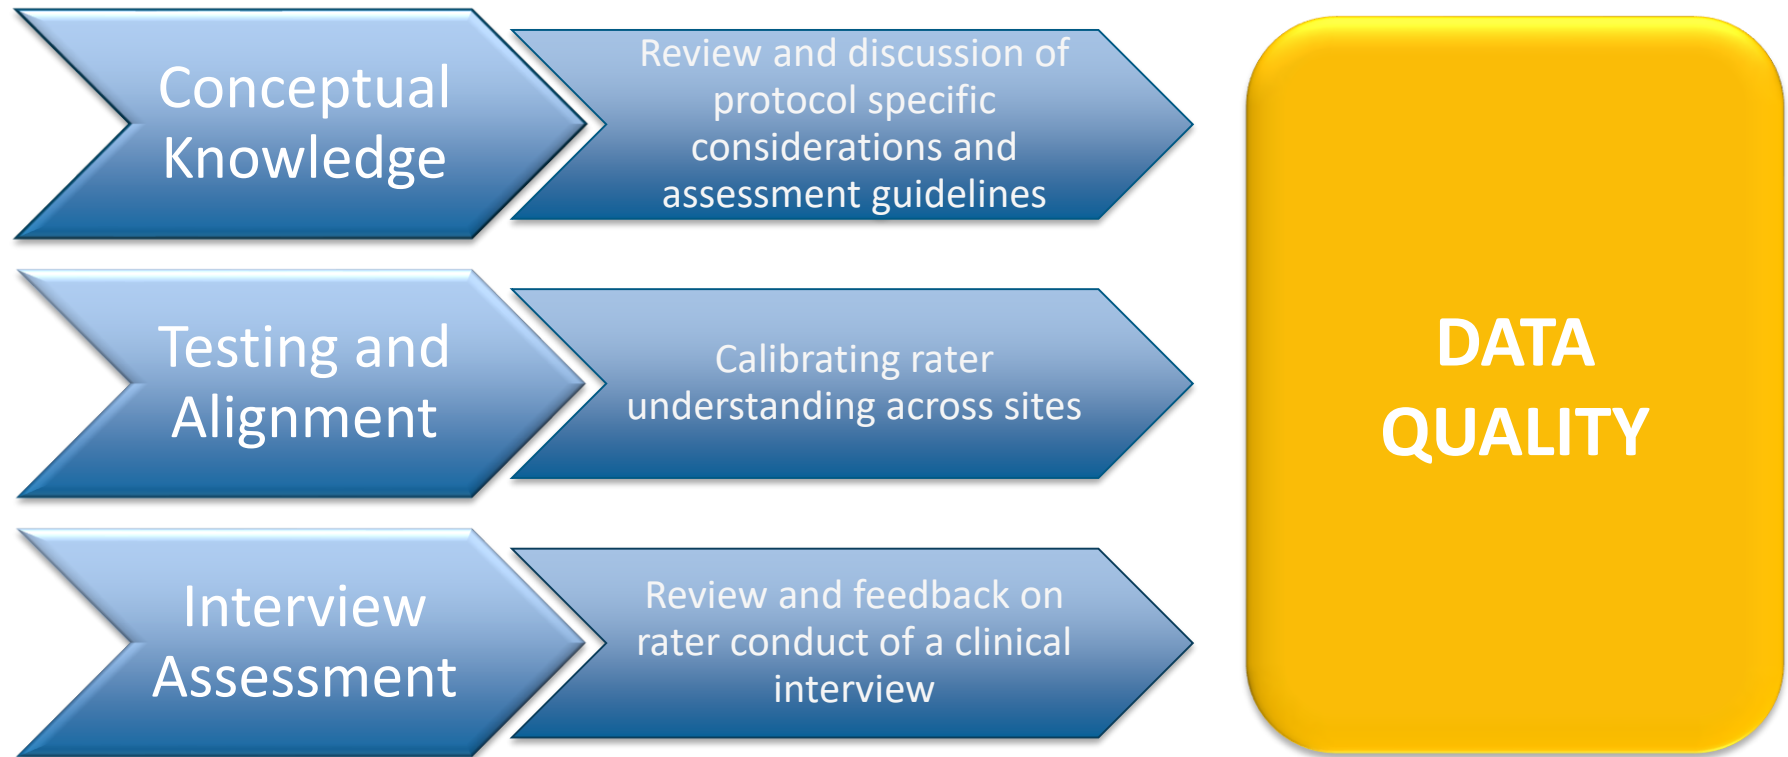 Conceptual
Knowledge
Review and discussion of
protocol specific
considerations and
assessment guidelines
Testing and
Alignment
Calibrating rater
understanding across sites
Interview
Assessment
Review and feedback on
rater conduct of a clinical
interview
DATA
QUALITY